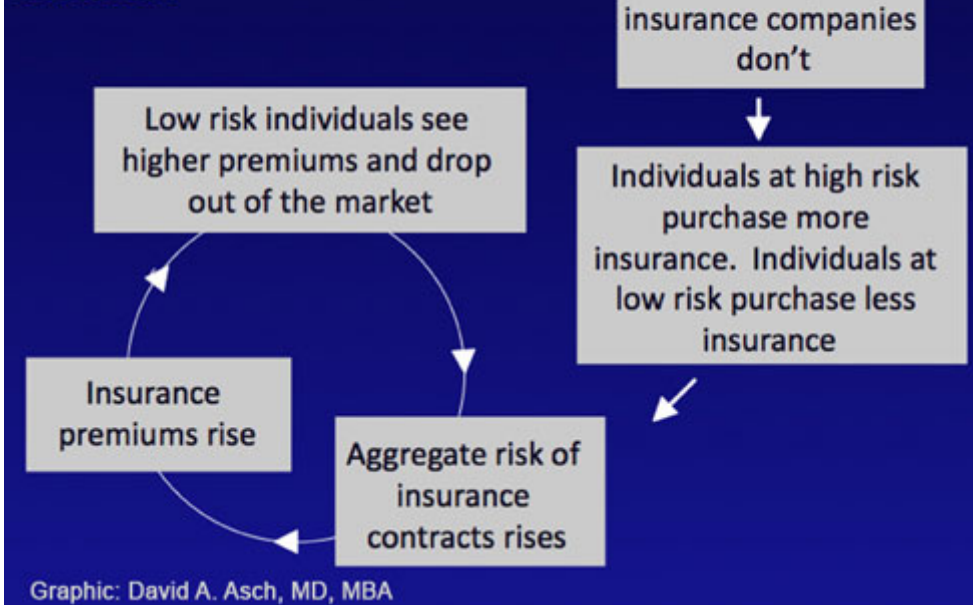 insurance companies
don't
Low risk individuals see
higher premiums and drop
out of the market
Individuals at high risk
purchase more
insurance. Individuals at
low risk purchase less
insurance
Insurance
premiums rise
Aggregate risk of
insurance
contracts rises
Graphic: David A. Asch, MD, MBA